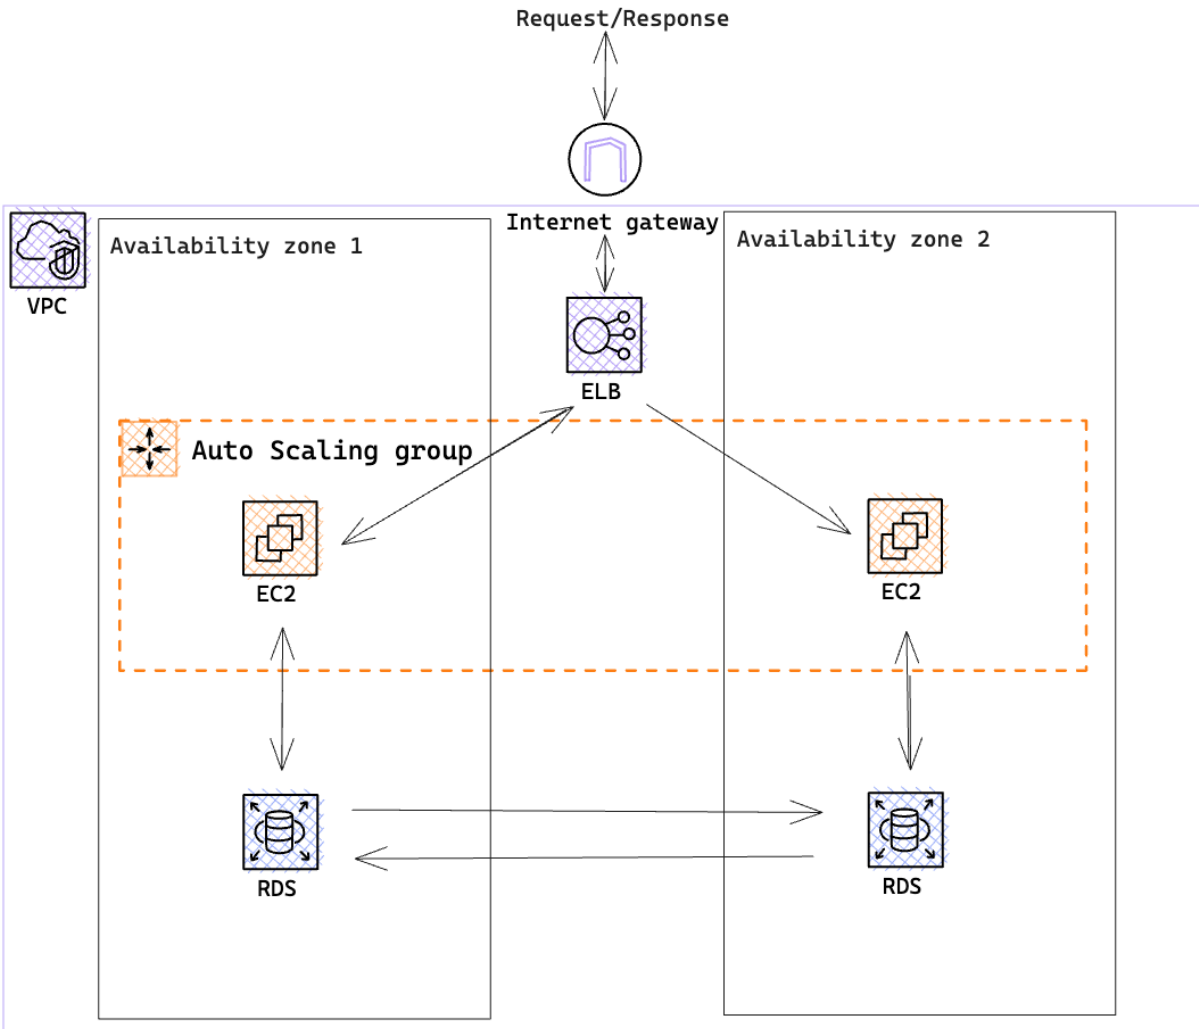 Request/Response
Internet gateway
VPC
Availability zone 1
Availability zone 2
ELB
Auto Scaling group
EC2
EC2
RDS
RDS